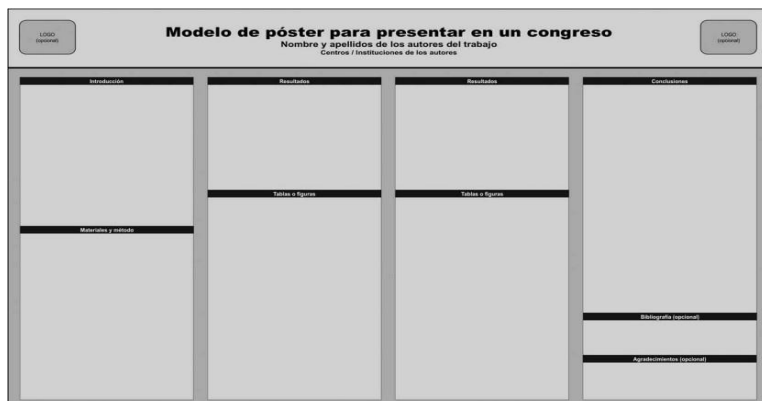 LOGO
(opcional)
Modelo de póster para presentar en un congreso
Nombre y apellidos de los autores del trabajo
Centros / Instituciones de los autores
LOGO
(opcional)
Introducción
Materiales y método
Resultados
Tablas o figuras
Resultados
Tablas o figuras
Conclusiones
Bibliografía (opcional)
Agradecimientos (opcional)